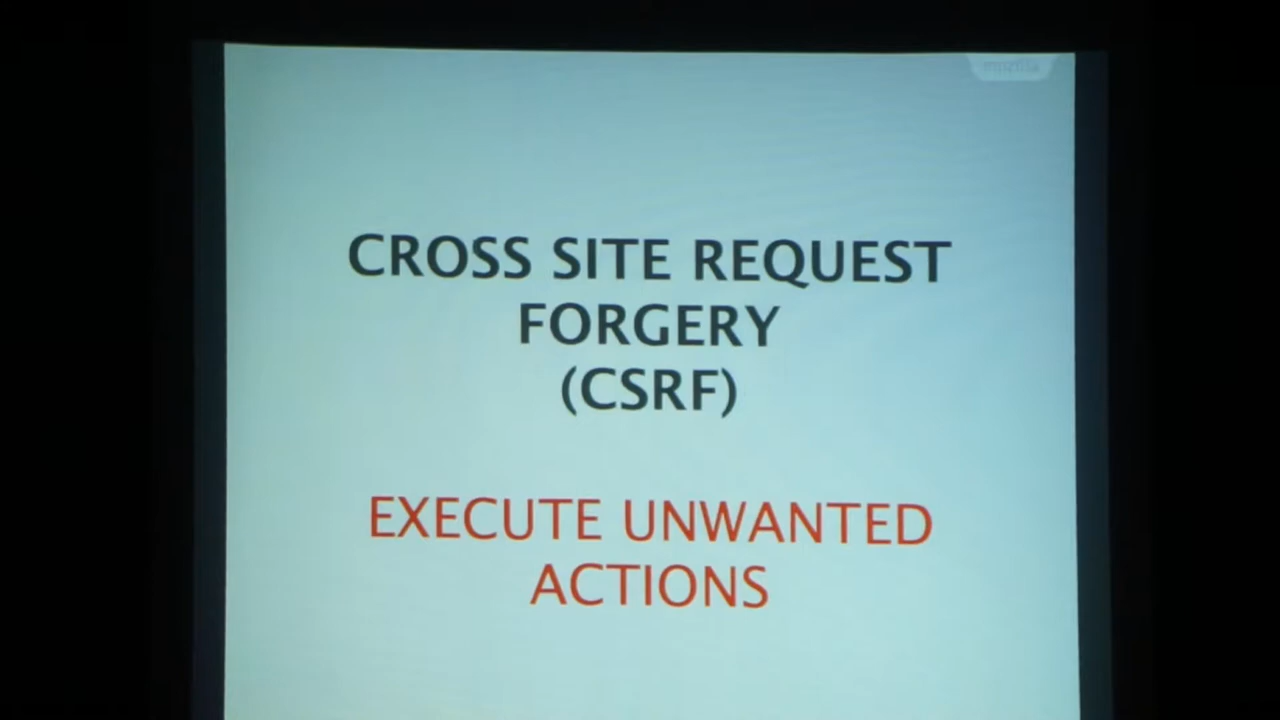 CROSS SITE REQUEST
FORGERY
(CSRF)
EXECUTE UNWANTED
ACTIONS